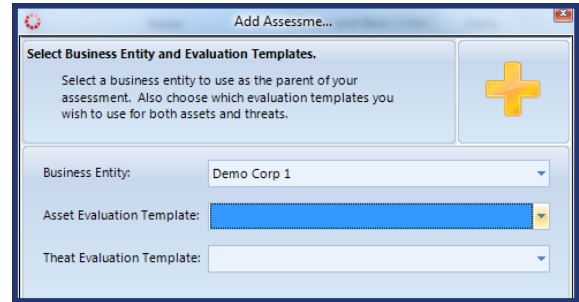 Add Assessme...
Select Business Entity and Evaluation Templates.
Select a business entity to use as the parent of your
assessment. Also choose which evaluation templates you
wish to use for both assets and threats.
Business Entity:
Demo Corp 1
Asset Evaluation Template:
Theat Evaluation Template: